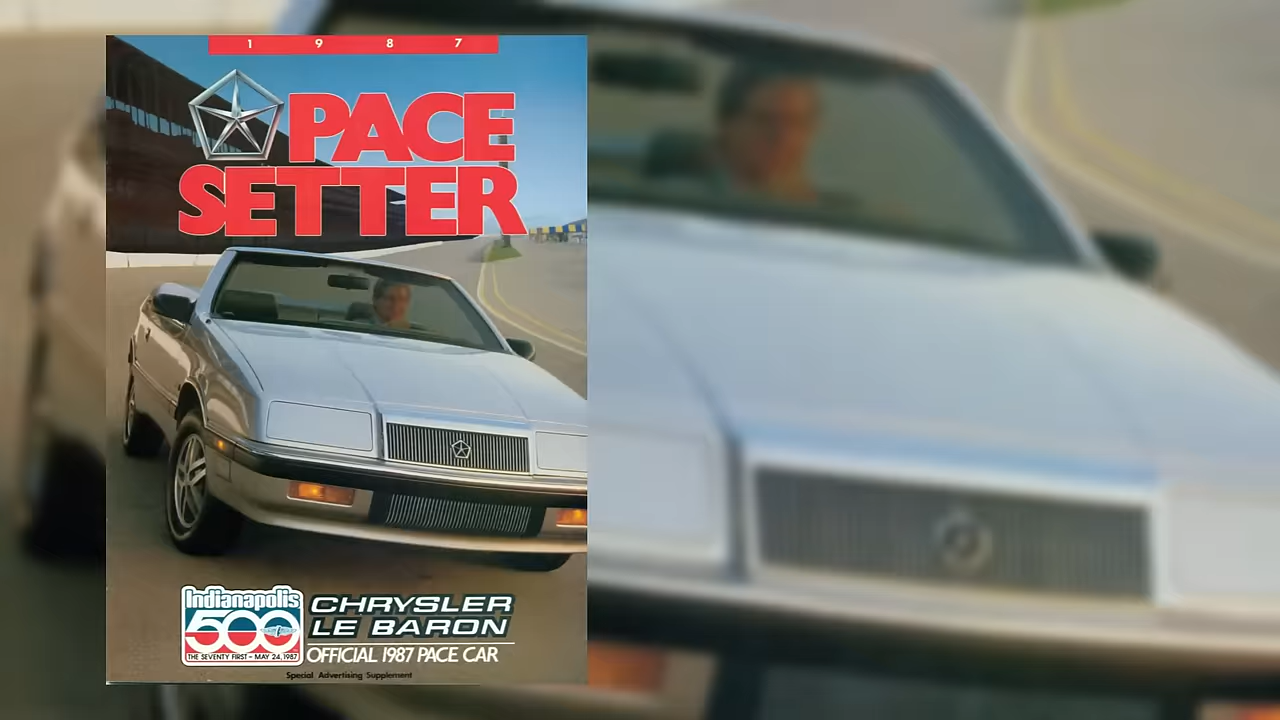 1 9 8 7
PACE
SETTER
Indianapolis
500
THE SEVENTY FIRST - MAY 24, 1987
CHRYSLER
LE BARON
OFFICIAL 1987 PACE CAR
Special Advertising Supplement